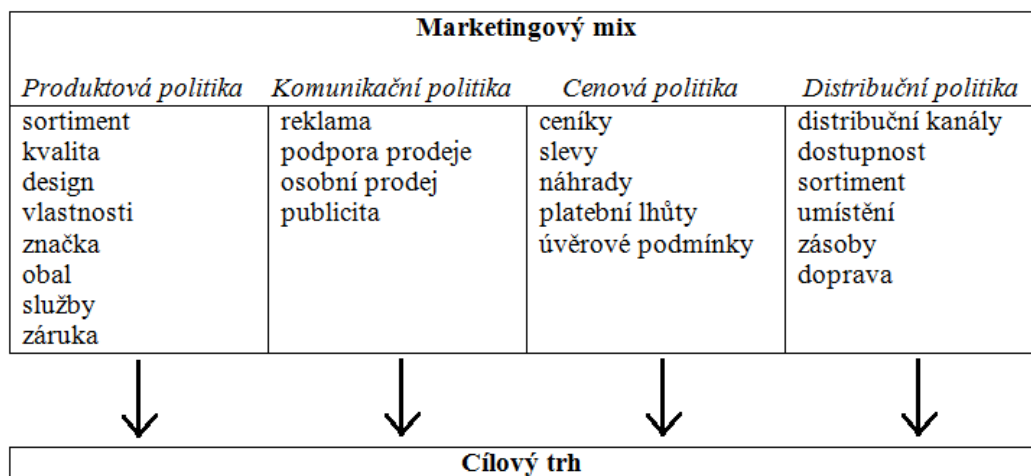 Marketingový mix
Produktová politika
Komunikační politika
Cenová politika
Distribuční politika
sortiment
kvalita
design
vlastnosti
značka
obal
služby
záruka
reklama
podpora prodeje
osobní prodej
publicita
ceníky
slevy
náhrady
platební lhůty
úvěrové podmínky
distribuční kanály
dostupnost
sortiment
umístění
zásoby
doprava
Cílový trh